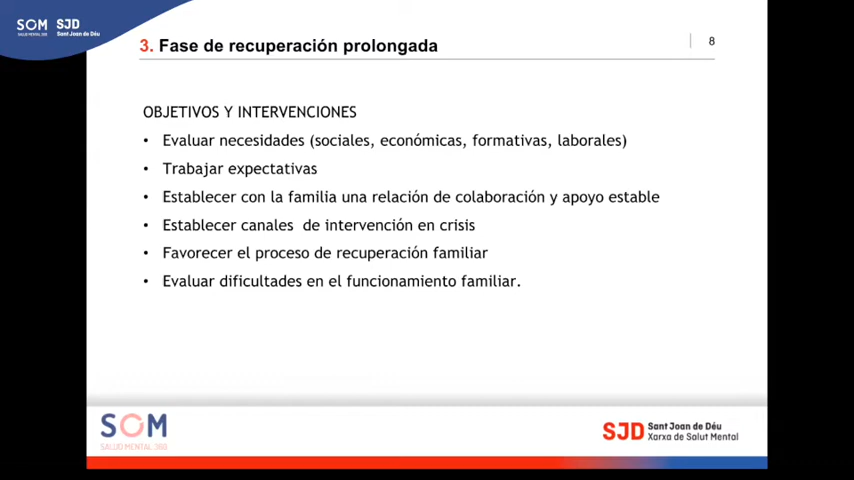 SOM SJD
SALUD MENTAL 360 Sant Joan de Déu
3. Fase de recuperación prolongada
8
OBJETIVOS Y INTERVENCIONES
• Evaluar necesidades (sociales, económicas, formativas, laborales)
• Trabajar expectativas
• Establecer con la familia una relación de colaboración y apoyo estable
• Establecer canales de intervención en crisis
• Favorecer el proceso de recuperación familiar
• Evaluar dificultades en el funcionamiento familiar.
SOM
SALUD MENTAL 360
SJD Sant Joan de Déu
Xarxa de Salut Mental